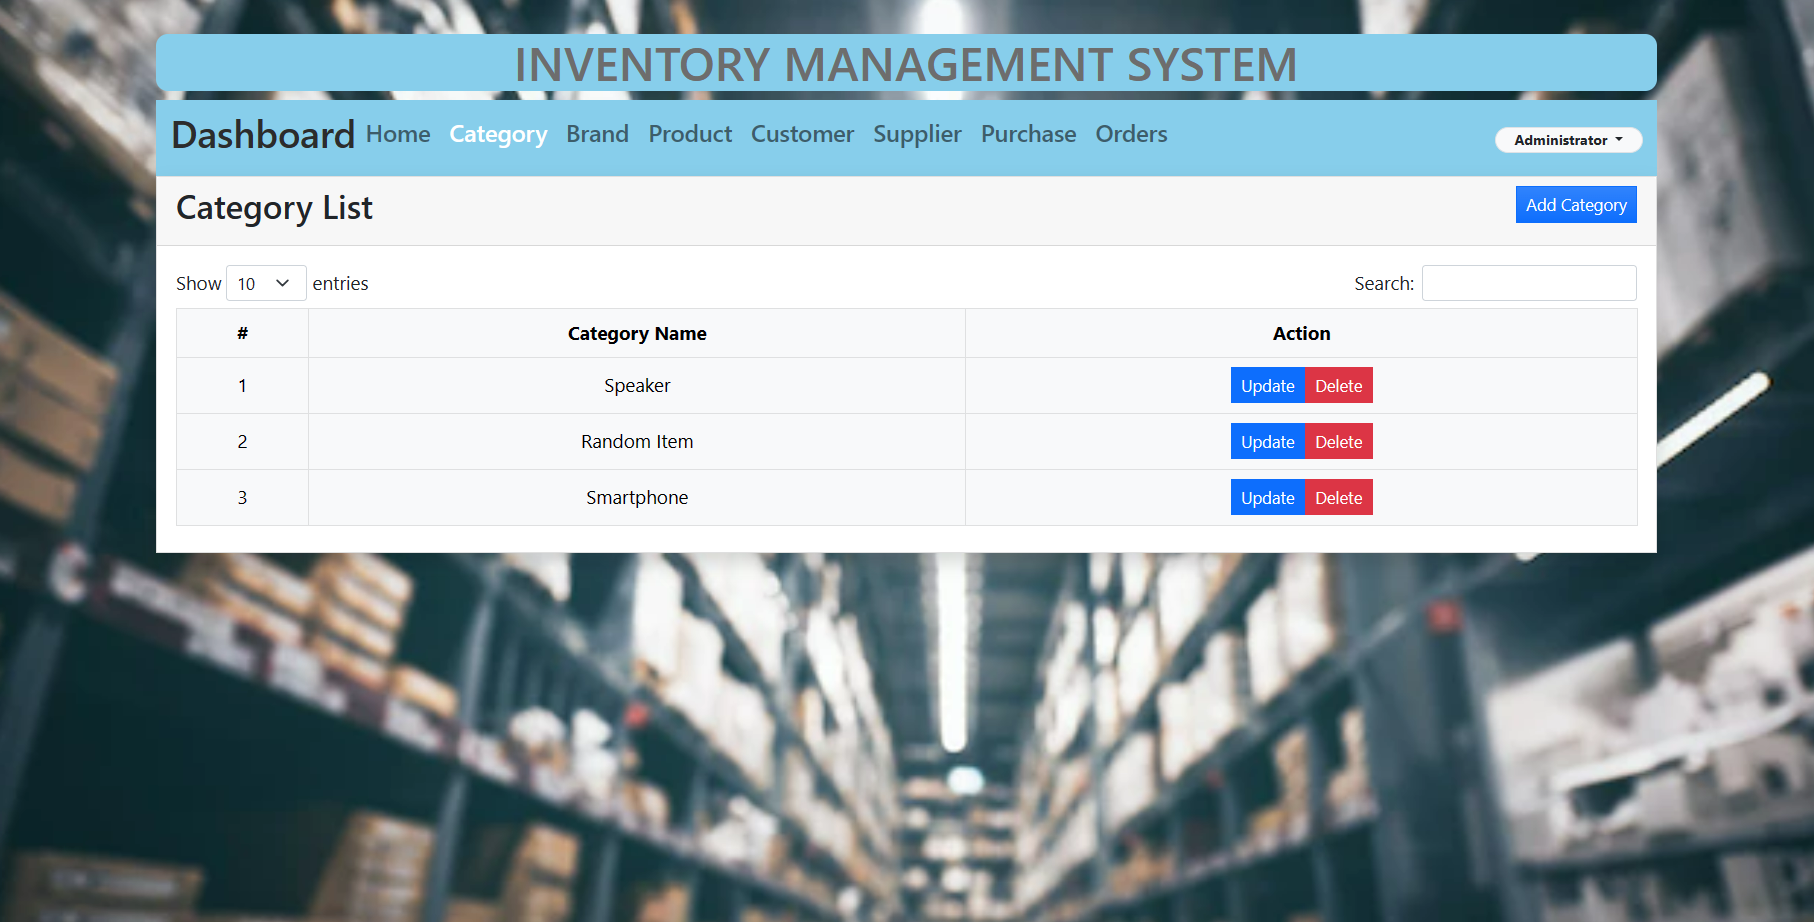 INVENTORY MANAGEMENT SYSTEM
Dashboard Home Category Brand Product Customer Supplier Purchase Orders Administrator
Category List Add Category
Show 10 entries Search:
# Category Name Action
1 Speaker Update Delete
2 Random Item Update Delete
3 Smartphone Update Delete